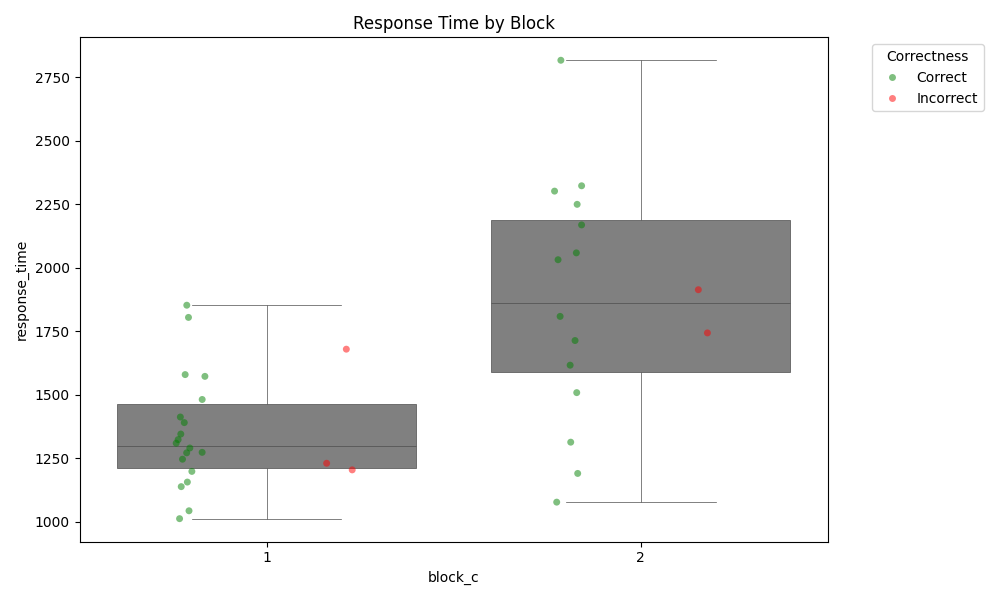 Response Time by Block
Correctness
Correct
Incorrect
response_time
2750
2500
2250
2000
1750
1500
1250
1000
1
2
block_c